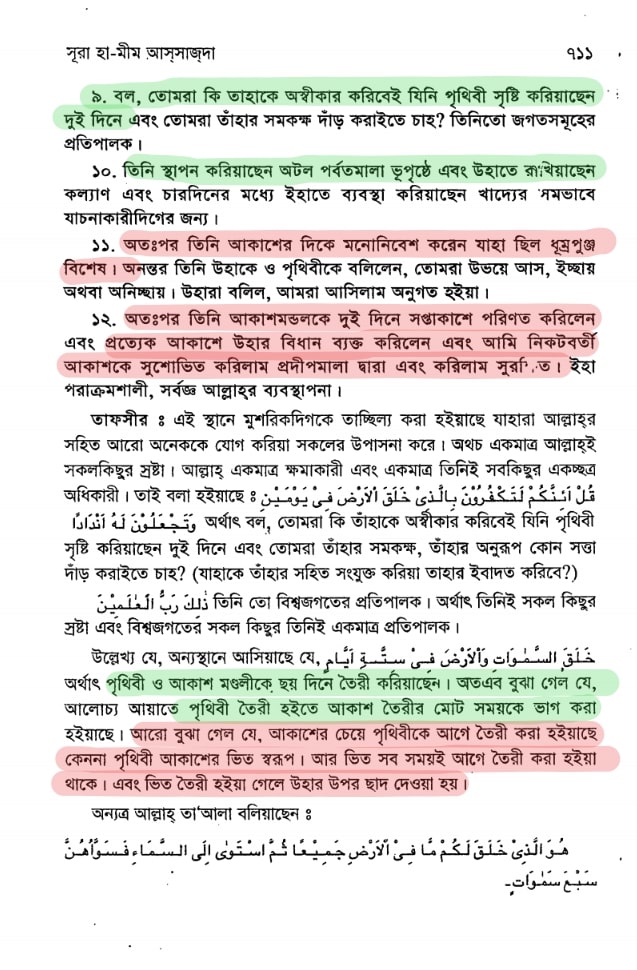 সূরা হা-মীম আস্‌সাজ্‌দা ৭১১
৯. বল, তোমরা কি তাহাকে অস্বীকার করিবেই যিনি পৃথিবী সৃষ্টি করিয়াছেন
দুই দিনে এবং তোমরা তাঁহার সমকক্ষ দাঁড় করাইতে চাহ? তিনিতো জগতসমূহের
প্রতিপালক।
১০. তিনি স্থাপন করিয়াছেন অটল পর্বতমালা ভূপৃষ্ঠে এবং উহাতে রাখিয়াছেন
কল্যাণ এবং চারদিনের মধ্যে ইহাতে ব্যবস্থা করিয়াছেন খাদ্যের সমভাবে
যাচনাকারীদিগের জন্য।
১১. অতঃপর তিনি আকাশের দিকে মনোনিবেশ করেন যাহা ছিল ধূম্রপুঞ্জ
বিশেষ। অনন্তর তিনি উহাকে ও পৃথিবীকে বলিলেন, তোমরা উভয়ে আস, ইচ্ছায়
অথবা অনিচ্ছায়। উহারা বলিল, আমরা আসিলাম অনুগত হইয়া।
১২. অতঃপর তিনি আকাশমন্ডলকে দুই দিনে সপ্তাকাশে পরিণত করিলেন
এবং প্রত্যেক আকাশে উহার বিধান ব্যক্ত করিলেন এবং আমি নিকটবর্তী
আকাশকে সুশোভিত করিলাম প্রদীপমালা দ্বারা এবং করিলাম সুরক্ষিত। ইহা
পরাক্রমশালী, সর্বজ্ঞ আল্লাহ্‌র ব্যবস্থাপনা।
তাফসীর : এই স্থানে মুশরিকদিগকে তাচ্ছিল্য করা হইয়াছে যাহারা আল্লাহ্‌র
সহিত আরো অনেককে যোগ করিয়া সকলের উপাসনা করে। অথচ একমাত্র আল্লাহ্‌ই
সকলকিছুর স্রষ্টা। আল্লাহ্ একমাত্র ক্ষমাকারী এবং একমাত্র তিনিই সবকিছুর একচ্ছত্র
অধিকারী। তাই বলা হইয়াছে : قُلْ اَئِنَّكُمْ لَتَكْفُرُوْنَ بِالَّذِىْ خَلَقَ الْاَرْضَ فِىْ يَوْمَيْنِ
وَتَجْعَلُوْنَ لَهُ اَنْدَادًا অর্থাৎ বল, তোমরা কি তাহাকে অস্বীকার করিবেই যিনি পৃথিবী
সৃষ্টি করিয়াছেন দুই দিনে এবং তোমরা তাঁহার সমকক্ষ, তাঁহার অনুরূপ কোন সত্তা
দাঁড় করাইতে চাহ? (যাহাকে তাঁহার সহিত সংযুক্ত করিয়া তাহার ইবাদত করিবে?)
ذٰلِكَ رَبُّ الْعٰلَمِيْنَ তিনি তো বিশ্বজগতের প্রতিপালক। অর্থাৎ তিনিই সকল কিছুর
স্রষ্টা এবং বিশ্বজগতের সকল কিছুর তিনিই একমাত্র প্রতিপালক।
উল্লেখ্য যে, অন্যস্থানে আসিয়াছে যে, خَلَقَ السَّمٰوَاتِ وَالْاَرْضَ فِىْ سِتَّةِ اَيَّامٍ
অর্থাৎ পৃথিবী ও আকাশ মণ্ডলীকে ছয় দিনে তৈরী করিয়াছেন। অতএব বুঝা গেল যে,
আলোচ্য আয়াতে পৃথিবী তৈরী হইতে আকাশ তৈরীর মোট সময়কে ভাগ করা
হইয়াছে। আরো বুঝা গেল যে, আকাশের চেয়ে পৃথিবীকে আগে তৈরী করা হইয়াছে
কেননা পৃথিবী আকাশের ভিত স্বরূপ। আর ভিত সব সময়ই আগে তৈরী করা হইয়া
থাকে। এবং ভিত তৈরী হইয়া গেলে উহার উপর ছাদ দেওয়া হয়।
অন্যত্র আল্লাহ্ তা'আলা বলিয়াছেন :
هُوَ الَّذِىْ خَلَقَ لَكُمْ مَّا فِىْ الْاَرْضِ جَمِيْعًا ثُمَّ اسْتَوٰى اِلَى السَّمَاءِ فَسَوَّاهُنَّ
سَبْعَ سَمٰوَاتٍ-